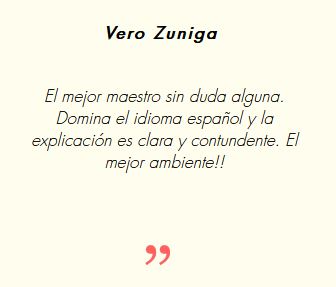 Vero Zuniga
El mejor maestro sin duda alguna.
Domina el idioma español y la
explicación es clara y contundente. El
mejor ambiente!!
”